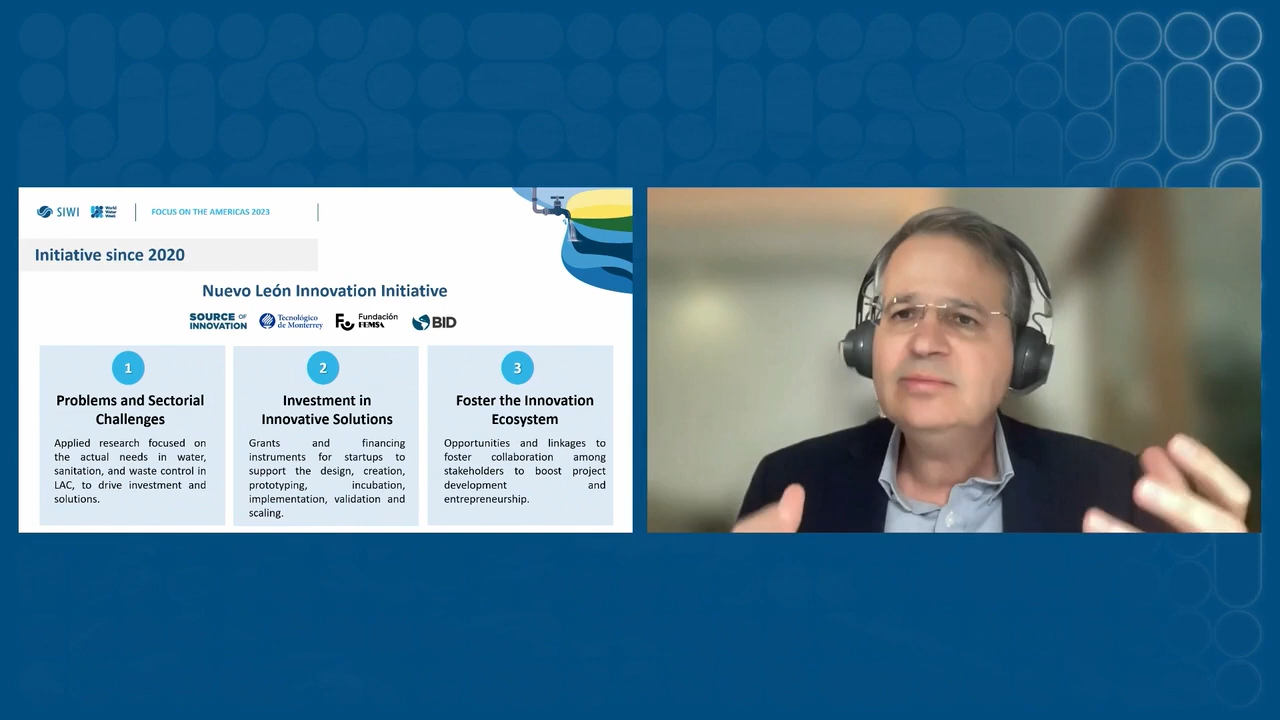 SIWI
World
Water
Week
FOCUS ON THE AMERICAS 2023
Initiative since 2020
Nuevo León Innovation Initiative
SOURCE OF
INNOVATION
Tecnológico
de Monterrey
Fundación
FEMSA
BID
1
Problems and Sectorial
Challenges
Applied research focused on
the actual needs in water,
sanitation, and waste control in
LAC, to drive investment and
solutions.
2
Investment in
Innovative Solutions
Grants and financing
instruments for startups to
support the design, creation,
prototyping, incubation,
implementation, validation and
scaling.
3
Foster the Innovation
Ecosystem
Opportunities and linkages to
foster collaboration among
stakeholders to boost project
development and
entrepreneurship.